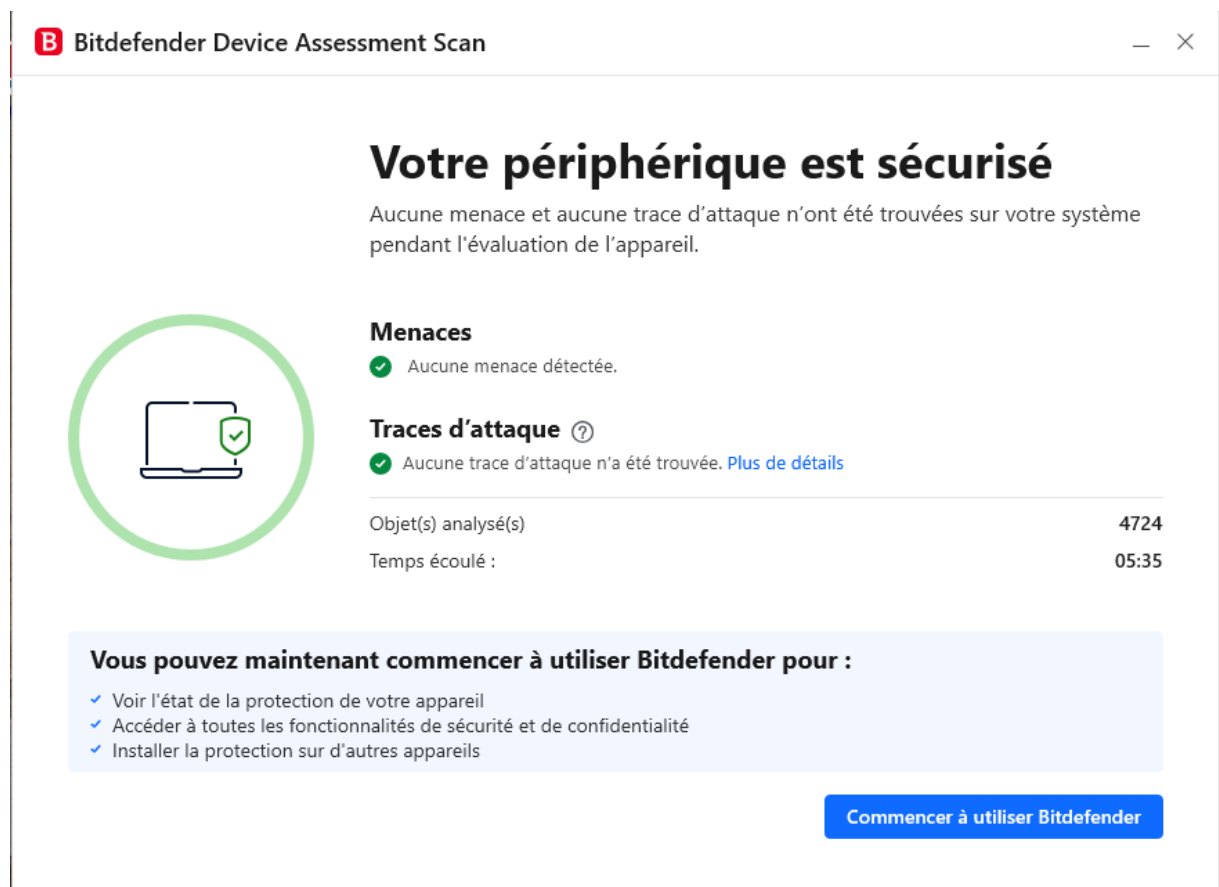 B Bitdefender Device Assessment Scan
Votre périphérique est sécurisé
Aucune menace et aucune trace d’attaque n’ont été trouvées sur votre système
pendant l'évaluation de l’appareil.
Menaces
Aucune menace détectée.
Traces d’attaque ?
Aucune trace d’attaque n’a été trouvée. Plus de détails
Objet(s) analysé(s) 4724
Temps écoulé : 05:35
Vous pouvez maintenant commencer à utiliser Bitdefender pour :
Voir l'état de la protection de votre appareil
Accéder à toutes les fonctionnalités de sécurité et de confidentialité
Installer la protection sur d'autres appareils
Commencer à utiliser Bitdefender